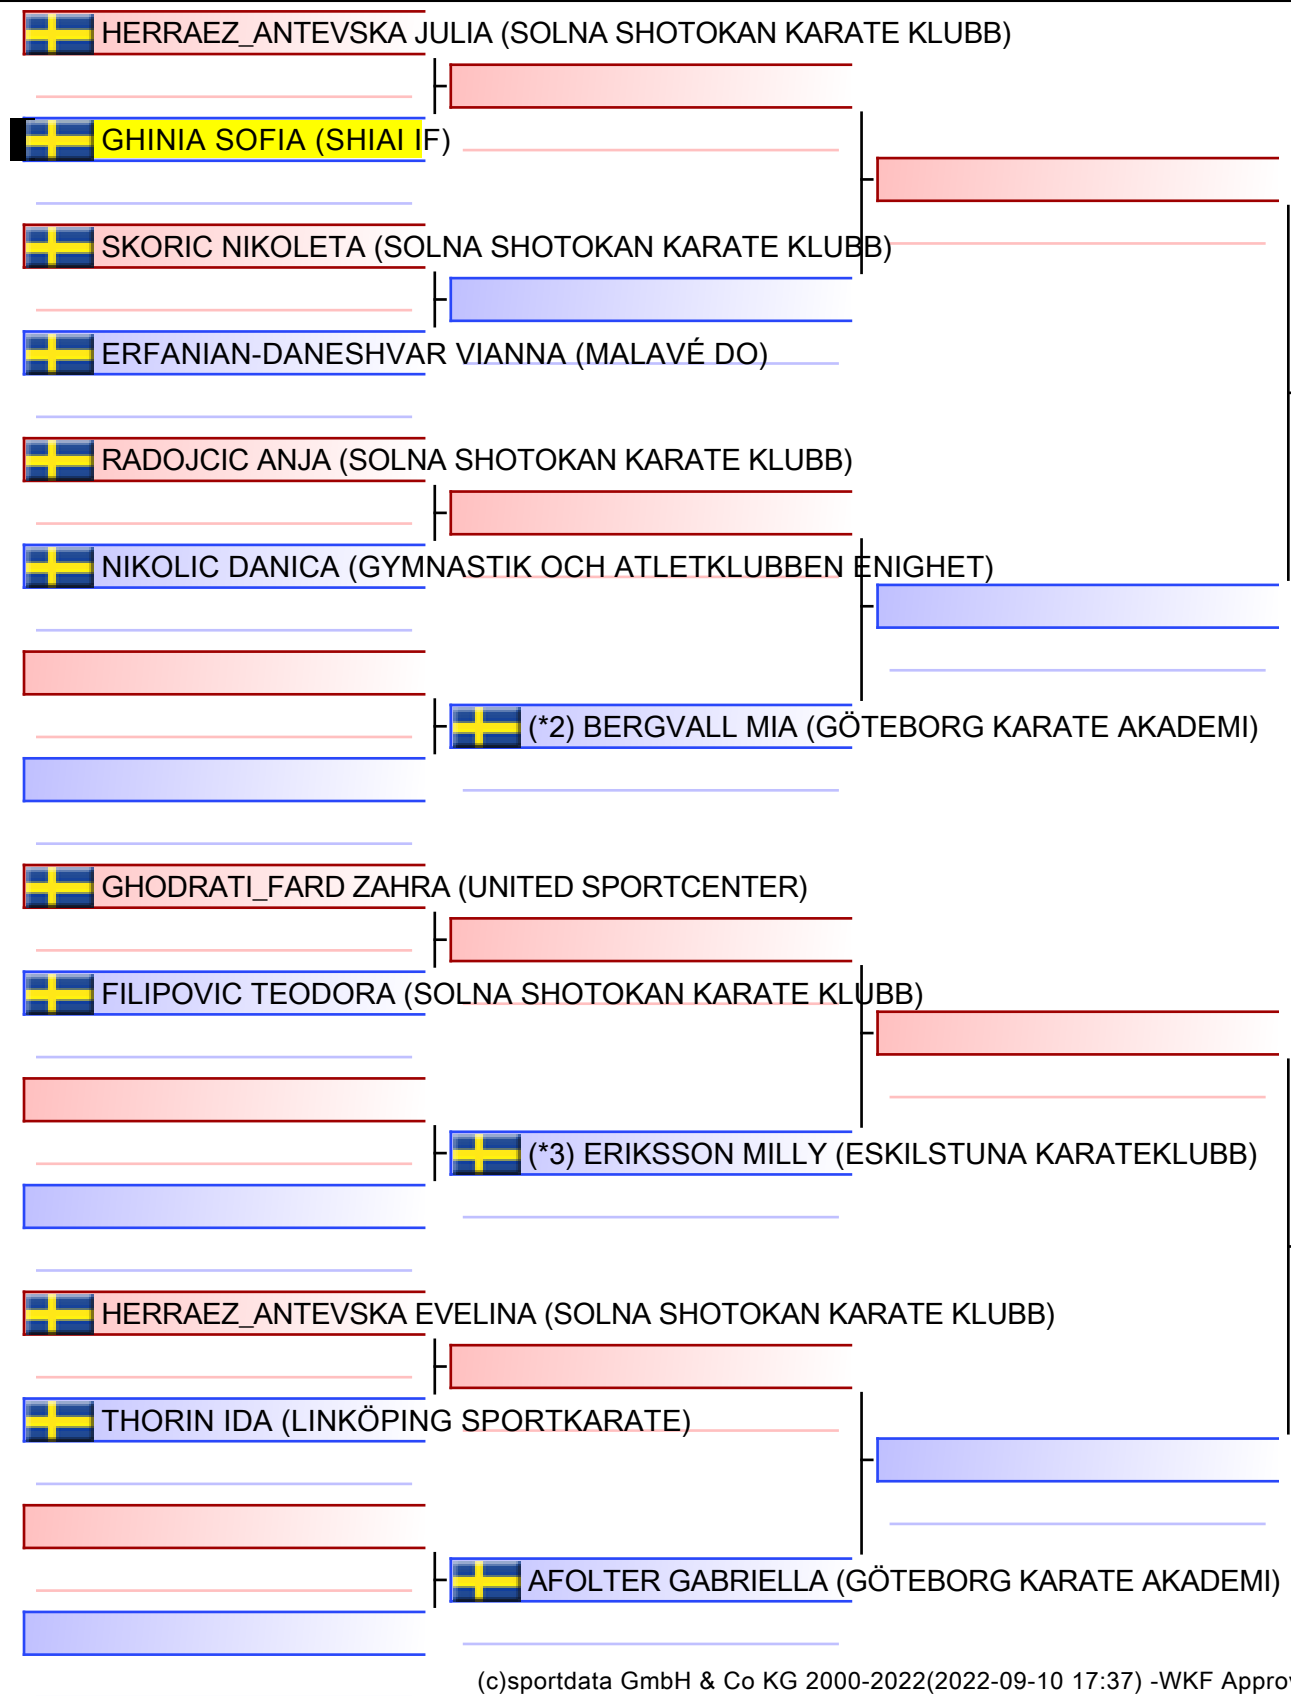 HERRAEZ_ANTEVSKA JULIA (SOLNA SHOTOKAN KARATE KLUBB)
GHINIA SOFIA (SHIAI IF)
SKORIC NIKOLETA (SOLNA SHOTOKAN KARATE KLUBB)
ERFANIAN-DANESHVAR VIANNA (MALAVÉ DO)
RADOJCIC ANJA (SOLNA SHOTOKAN KARATE KLUBB)
NIKOLIC DANICA (GYMNASTIK OCH ATLETKLUBBEN ENIGHET)
(*2) BERGVALL MIA (GÖTEBORG KARATE AKADEMI)
GHODRATI_FARD ZAHRA (UNITED SPORTCENTER)
FILIPOVIC TEODORA (SOLNA SHOTOKAN KARATE KLUBB)
(*3) ERIKSSON MILLY (ESKILSTUNA KARATEKLUBB)
HERRAEZ_ANTEVSKA EVELINA (SOLNA SHOTOKAN KARATE KLUBB)
THORIN IDA (LINKÖPING SPORTKARATE)
AFOLTER GABRIELLA (GÖTEBORG KARATE AKADEMI)
(c)sportdata GmbH & Co KG 2000-2022(2022-09-10 17:37) -WKF Approv